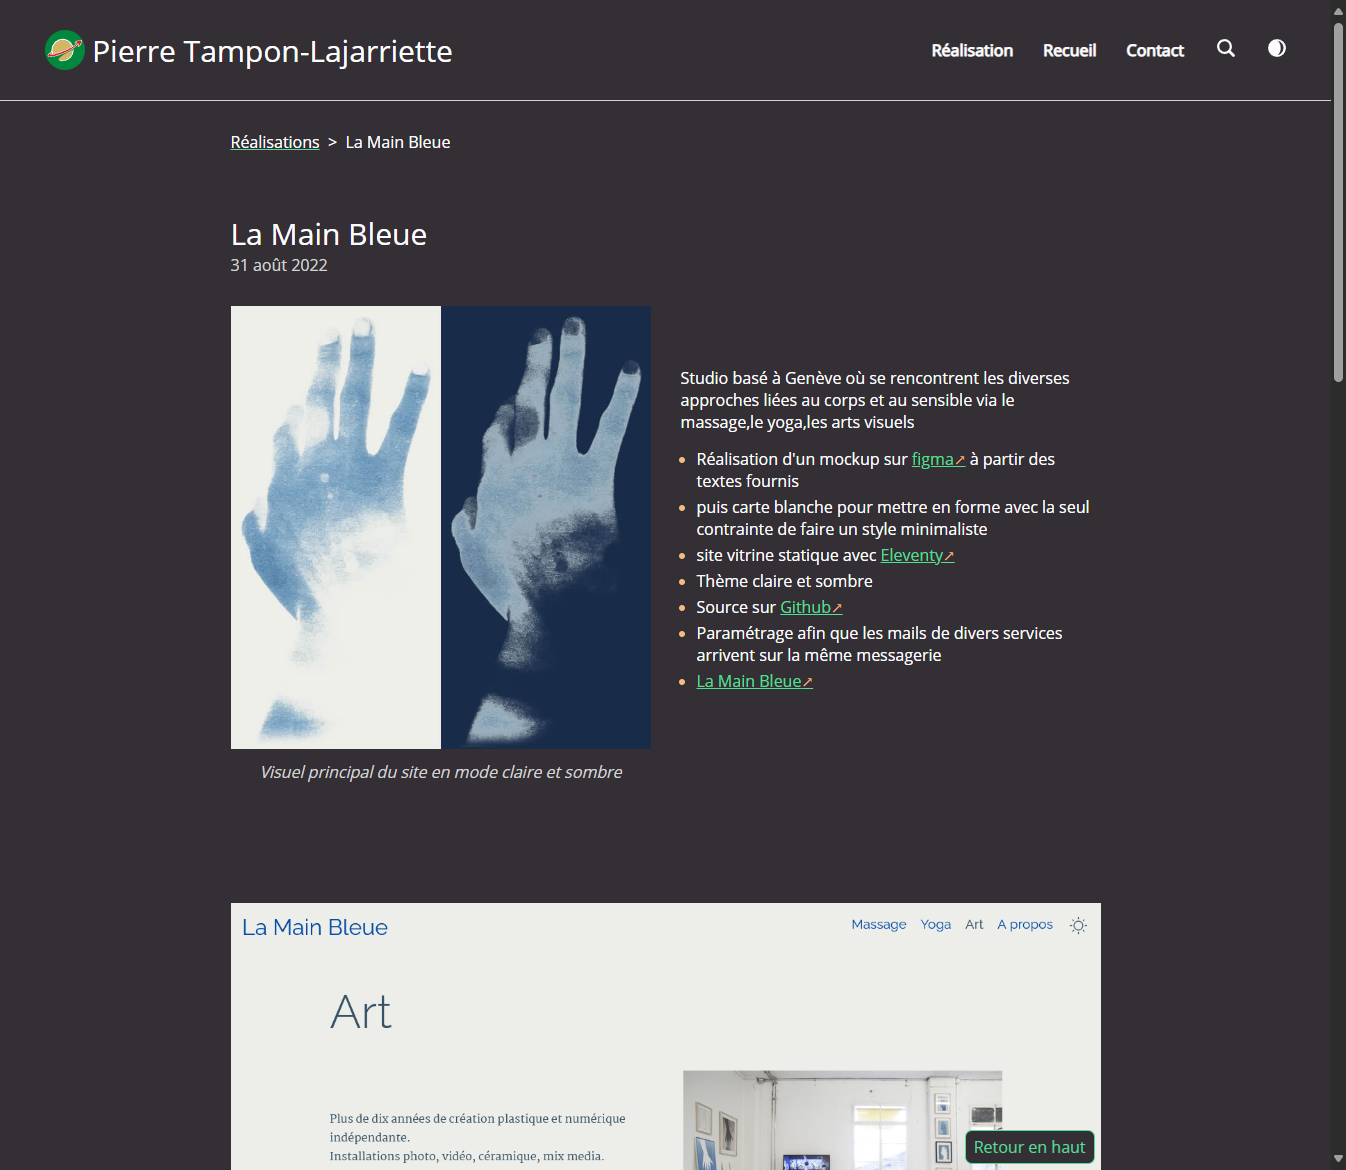 Pierre Tampon-Lajarriette
Réalisation Recueil Contact
Réalisations > La Main Bleue
La Main Bleue
31 août 2022
Studio basé à Genève où se rencontrent les diverses
approches liées au corps et au sensible via le
massage,le yoga,les arts visuels
Réalisation d'un mockup sur figma↗ à partir des
textes fournis
puis carte blanche pour mettre en forme avec la seul
contrainte de faire un style minimaliste
site vitrine statique avec Eleventy↗
Thème claire et sombre
Source sur Github↗
Paramétrage afin que les mails de divers services
arrivent sur la même messagerie
La Main Bleue↗
Visuel principal du site en mode claire et sombre
La Main Bleue
Massage Yoga Art A propos
Art
Plus de dix années de création plastique et numérique
indépendante.
Installations photo, vidéo, céramique, mix media.
Retour en haut